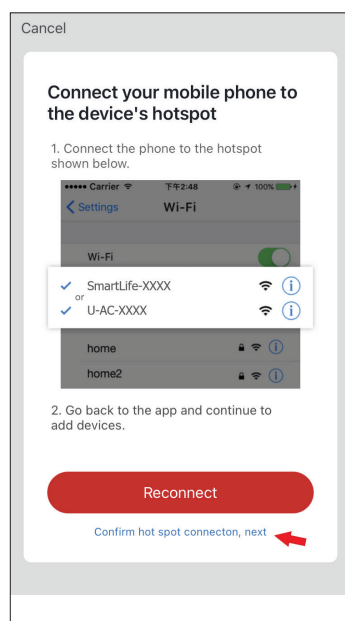 Cancel
Connect your mobile phone to
the device's hotspot
1. Connect the phone to the hotspot
shown below.
Carrier 下午2:48 100%
Settings Wi-Fi
Wi-Fi
SmartLife-XXXX
or
U-AC-XXXX
home
home2
2. Go back to the app and continue to
add devices.
Reconnect
Confirm hot spot connecton, next